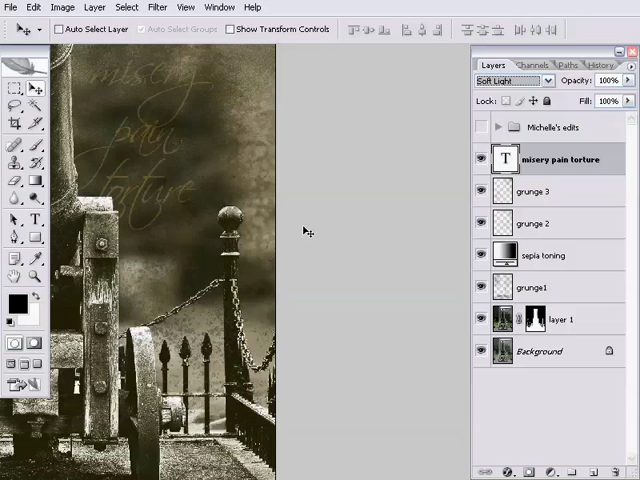 File Edit Image Layer Select Filter View Window Help
Auto Select Layer Auto Select Groups Show Transform Controls
Layers Channels Paths History
Soft Light Opacity: 100%
Lock: Fill: 100%
Michelle's edits
T misery pain torture
grunge 3
grunge 2
sepia toning
grunge1
layer 1
Background
misery
pain
torture